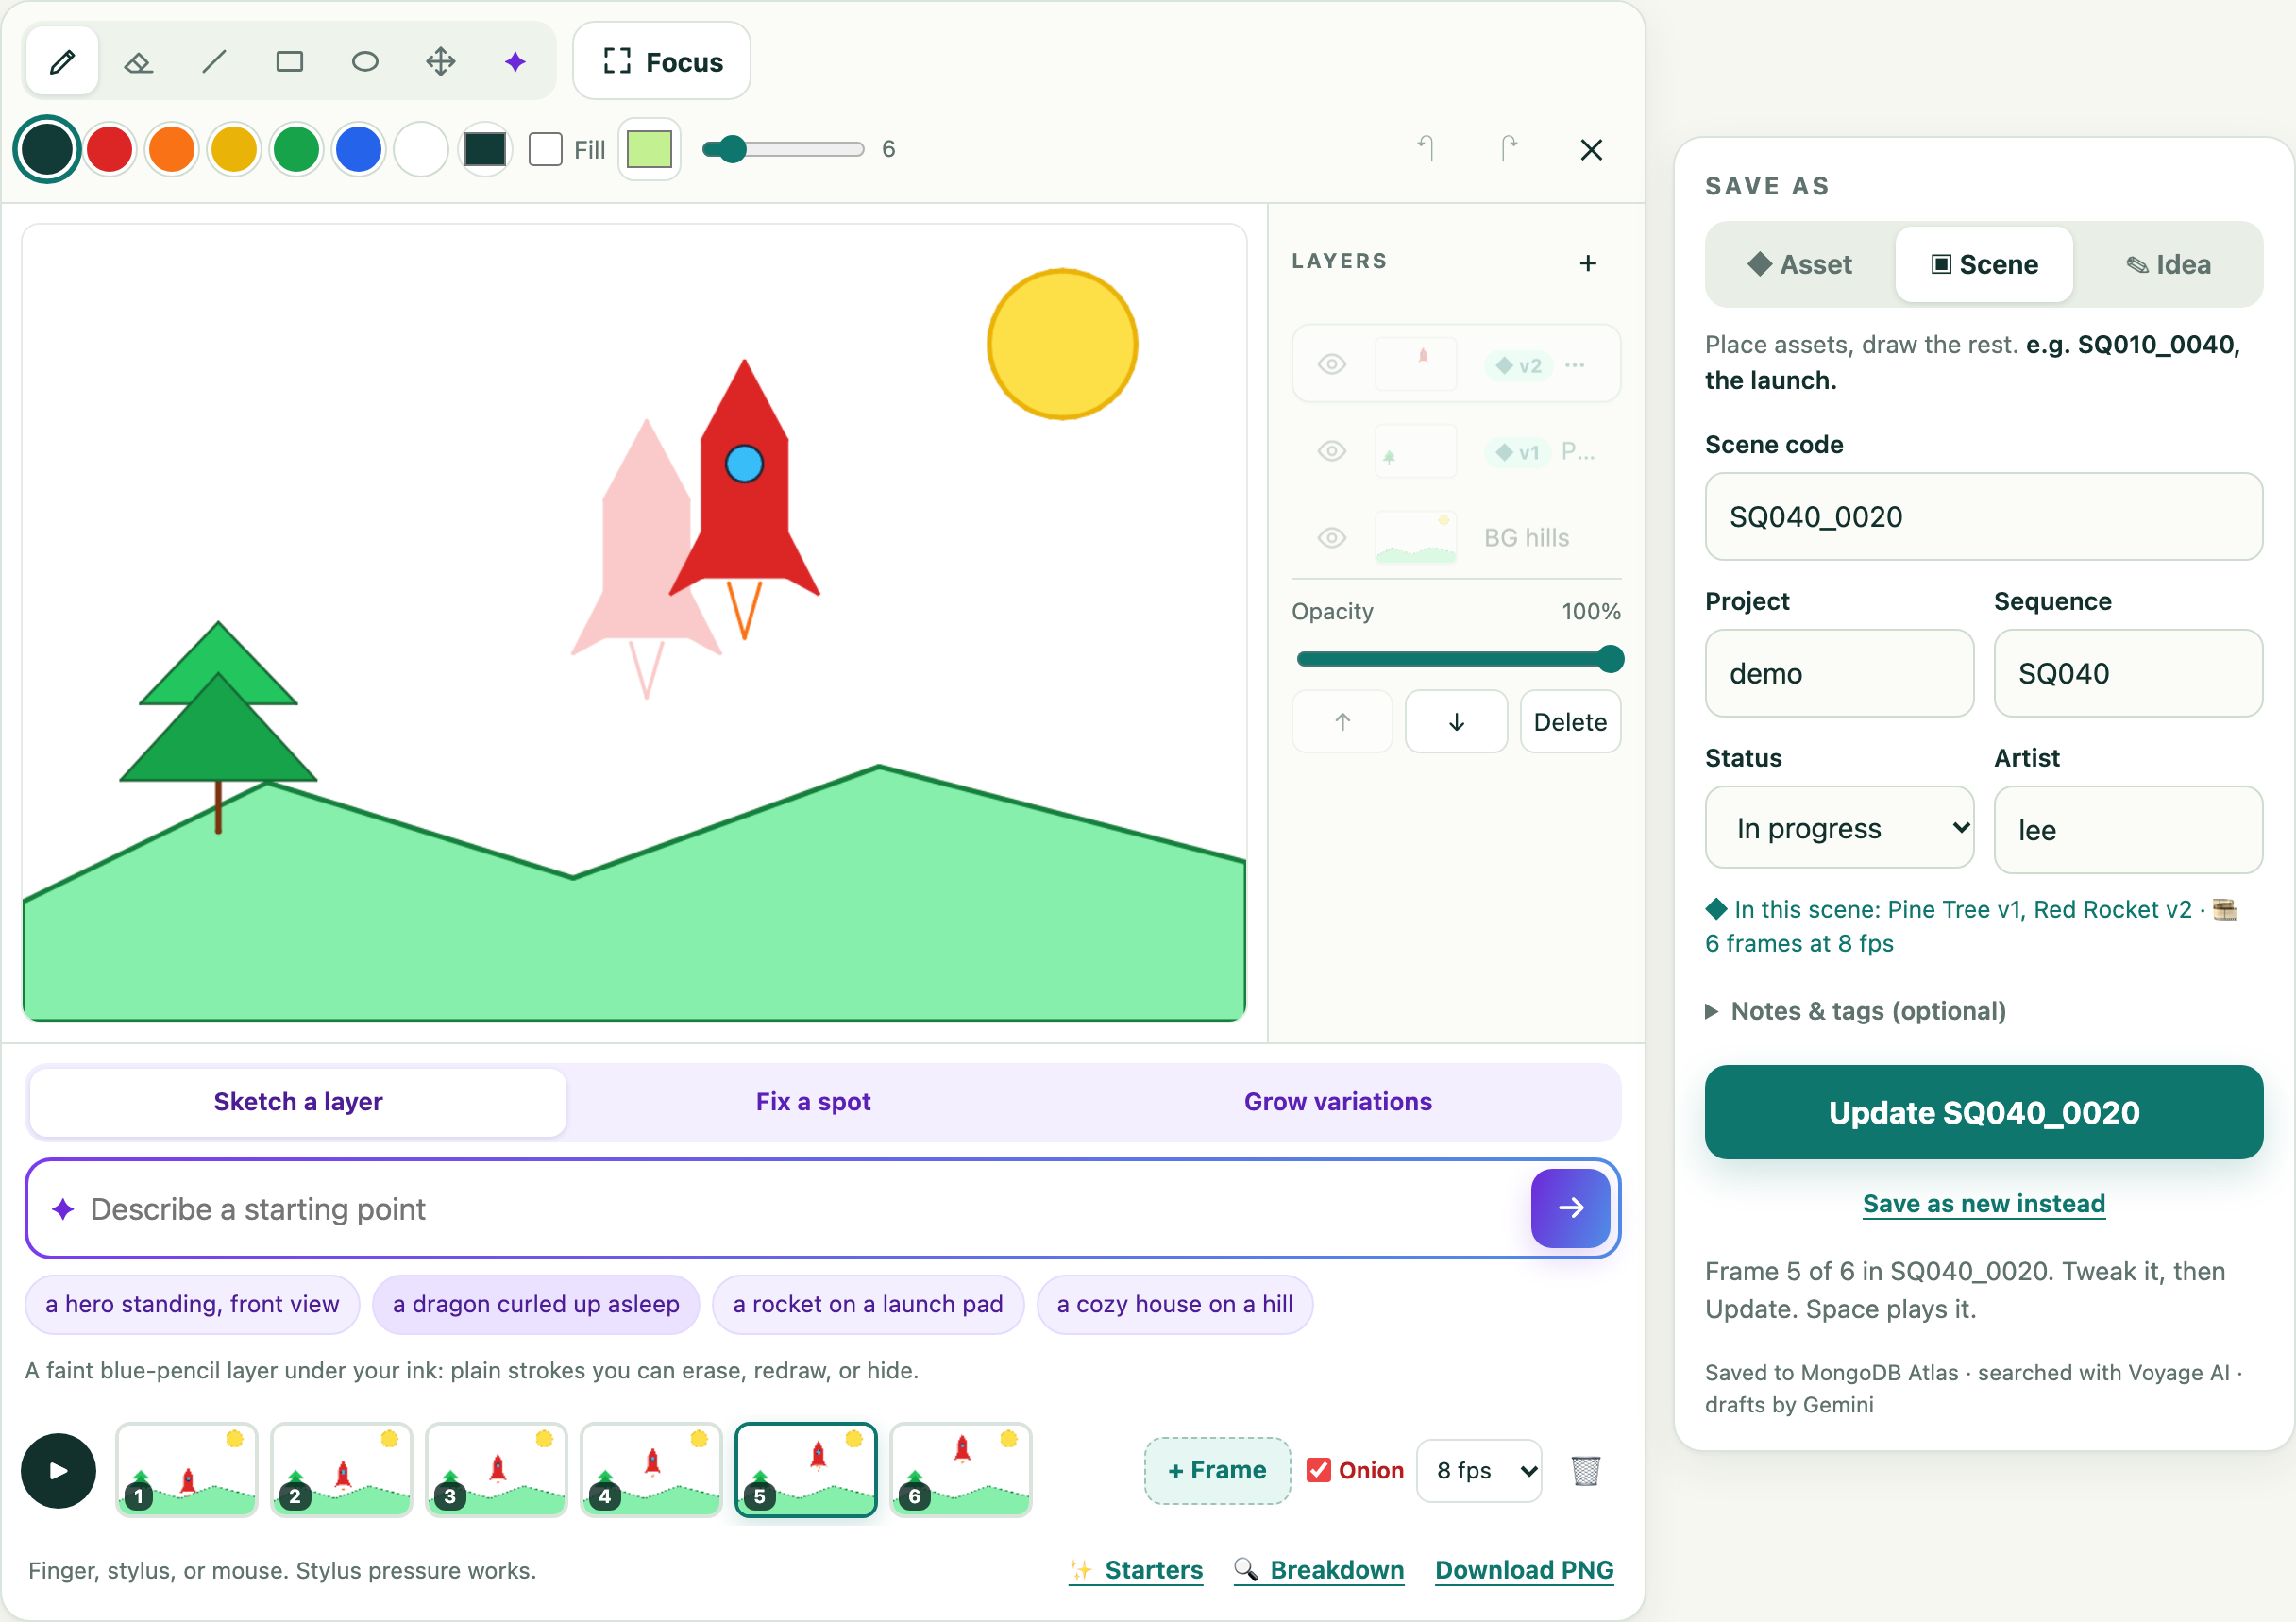 Focus
Fill
6
LAYERS
+
v2 ...
v1 P...
BG hills
Opacity 100%
↑ ↓ Delete
Sketch a layer Fix a spot Grow variations
Describe a starting point
a hero standing, front view a dragon curled up asleep a rocket on a launch pad a cozy house on a hill
A faint blue-pencil layer under your ink: plain strokes you can erase, redraw, or hide.
1 2 3 4 5 6 + Frame Onion 8 fps
Finger, stylus, or mouse. Stylus pressure works. Starters Breakdown Download PNG
SAVE AS
Asset Scene Idea
Place assets, draw the rest. e.g. SQ010_0040,
the launch.
Scene code
SQ040_0020
Project Sequence
demo SQ040
Status Artist
In progress lee
In this scene: Pine Tree v1, Red Rocket v2 ·
6 frames at 8 fps
Notes & tags (optional)
Update SQ040_0020
Save as new instead
Frame 5 of 6 in SQ040_0020. Tweak it, then
Update. Space plays it.
Saved to MongoDB Atlas · searched with Voyage AI ·
drafts by Gemini